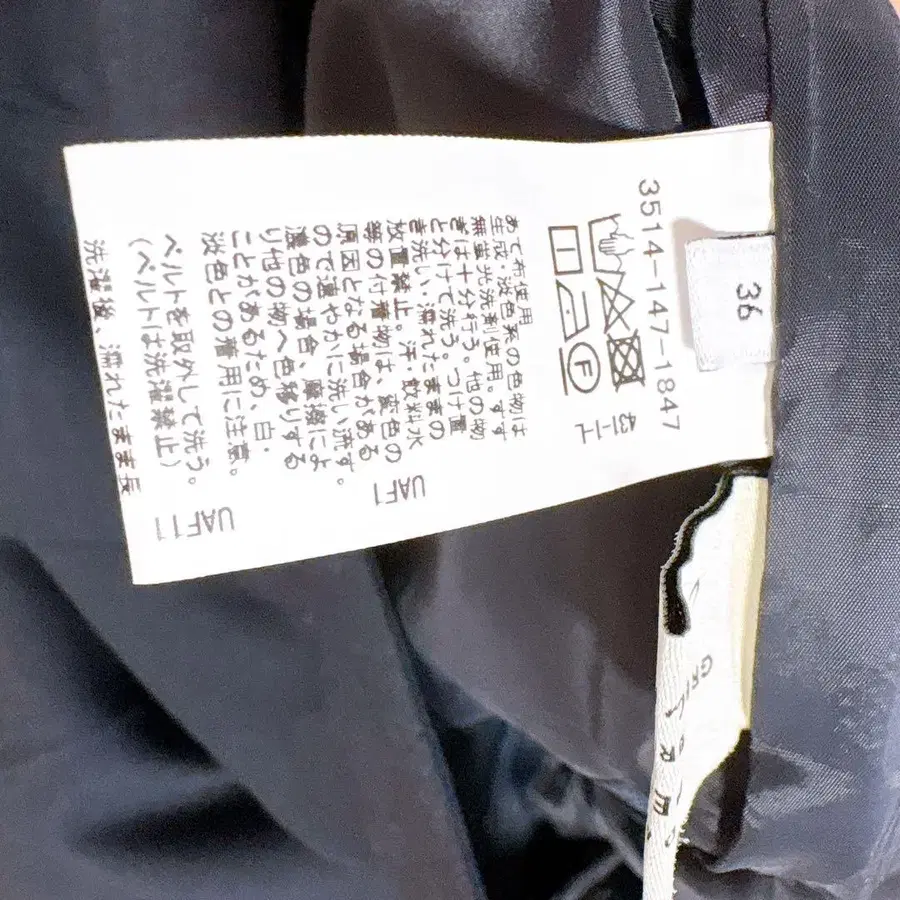 36
3514-147-1847
F
あて布使用
生成・淡色系の色物は
無蛍光洗剤使用。すす
ぎは十分行う。他の物
と分けて洗う。つけ置
き洗い、濡れたままの
放置禁止。汗・飲料水
等の付着物は、変色の
原因となる場合がある
ので速やかに洗い流す。
濃色の場合、摩擦によ
り他の物へ色移りする
ことがあるため、白・
淡色との着用に注意。
UAF1
ベルトを取外して洗う。
(ベルトは洗濯禁止)
UAF11
洗濯後、濡れたまま長